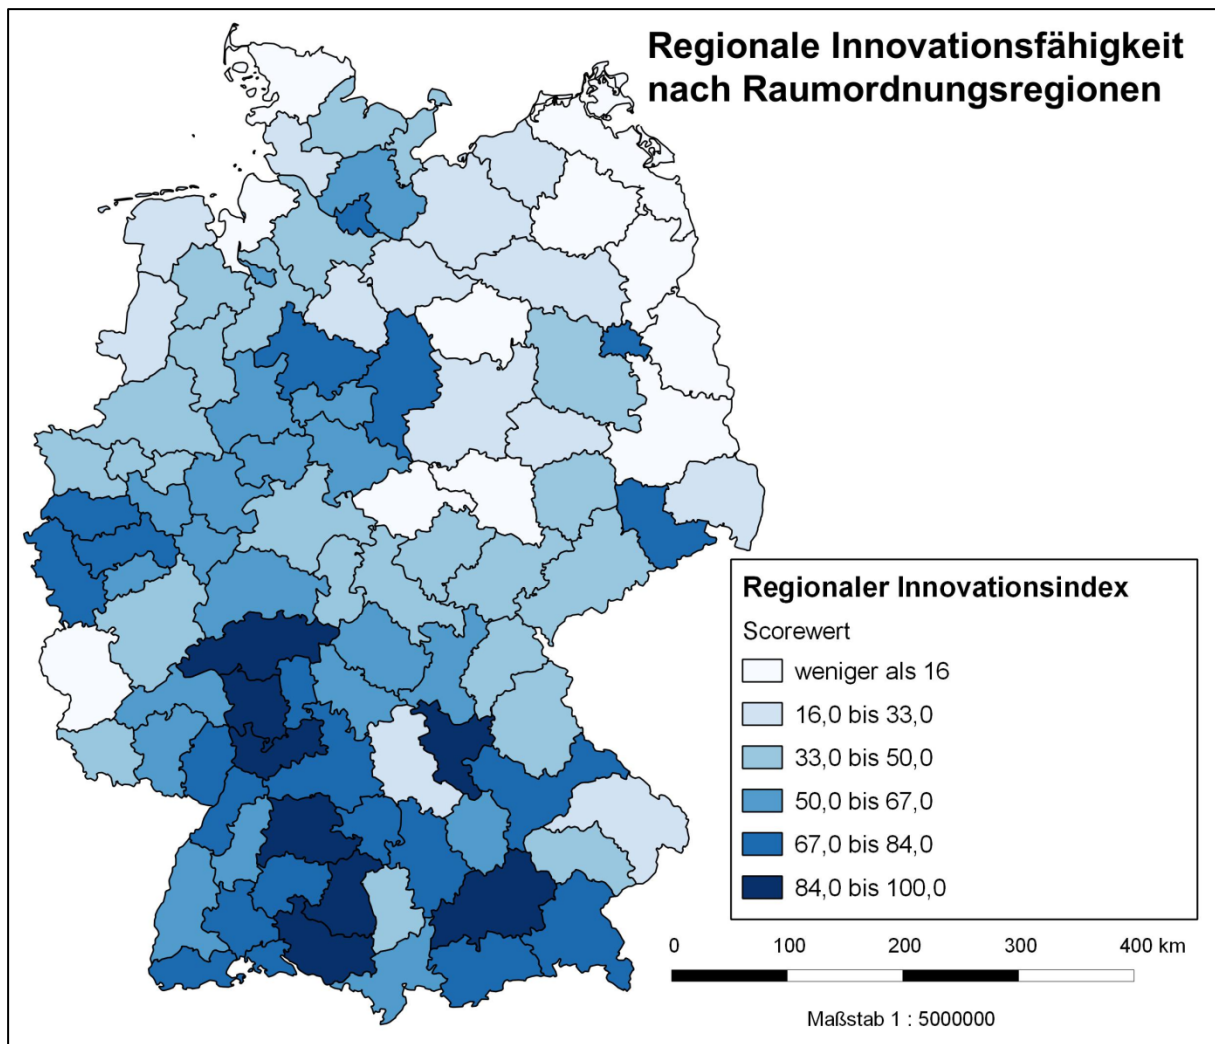 Regionale Innovationsfähigkeit
nach Raumordnungsregionen
Regionaler Innovationsindex
Scorewert
weniger als 16
16,0 bis 33,0
33,0 bis 50,0
50,0 bis 67,0
67,0 bis 84,0
84,0 bis 100,0
0 100 200 300 400 km
Maßstab 1 : 5000000